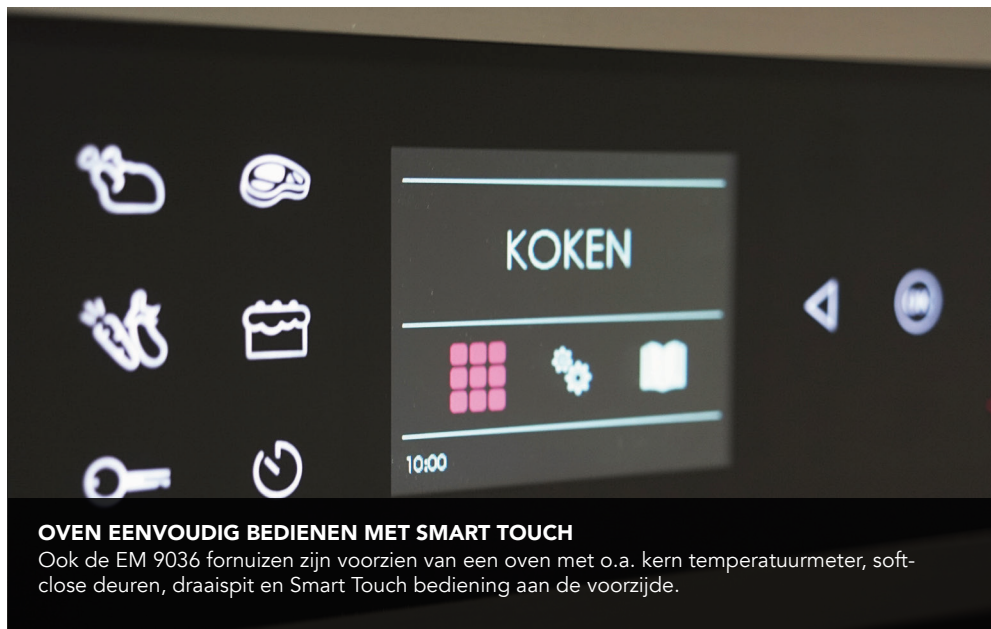 KOKEN
10:00
OVEN EENVOUDIG BEDIENEN MET SMART TOUCH
Ook de EM 9036 fornuizen zijn voorzien van een oven met o.a. kern temperatuurmeter, soft-
close deuren, draaispit en Smart Touch bediening aan de voorzijde.